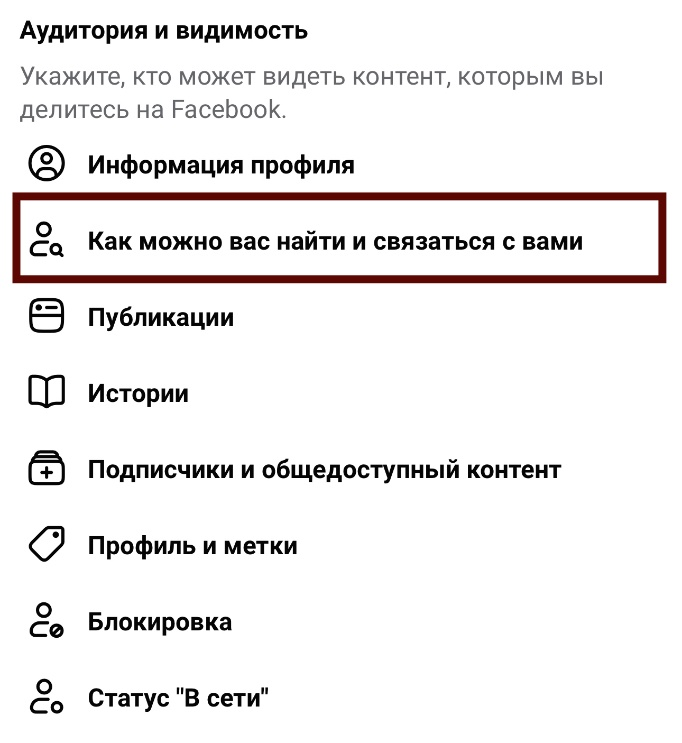 Аудитория и видимость
Укажите, кто может видеть контент, которым вы
делитесь на Facebook.
Информация профиля
Как можно вас найти и связаться с вами
Публикации
Истории
Подписчики и общедоступный контент
Профиль и метки
Блокировка
Статус "В сети"